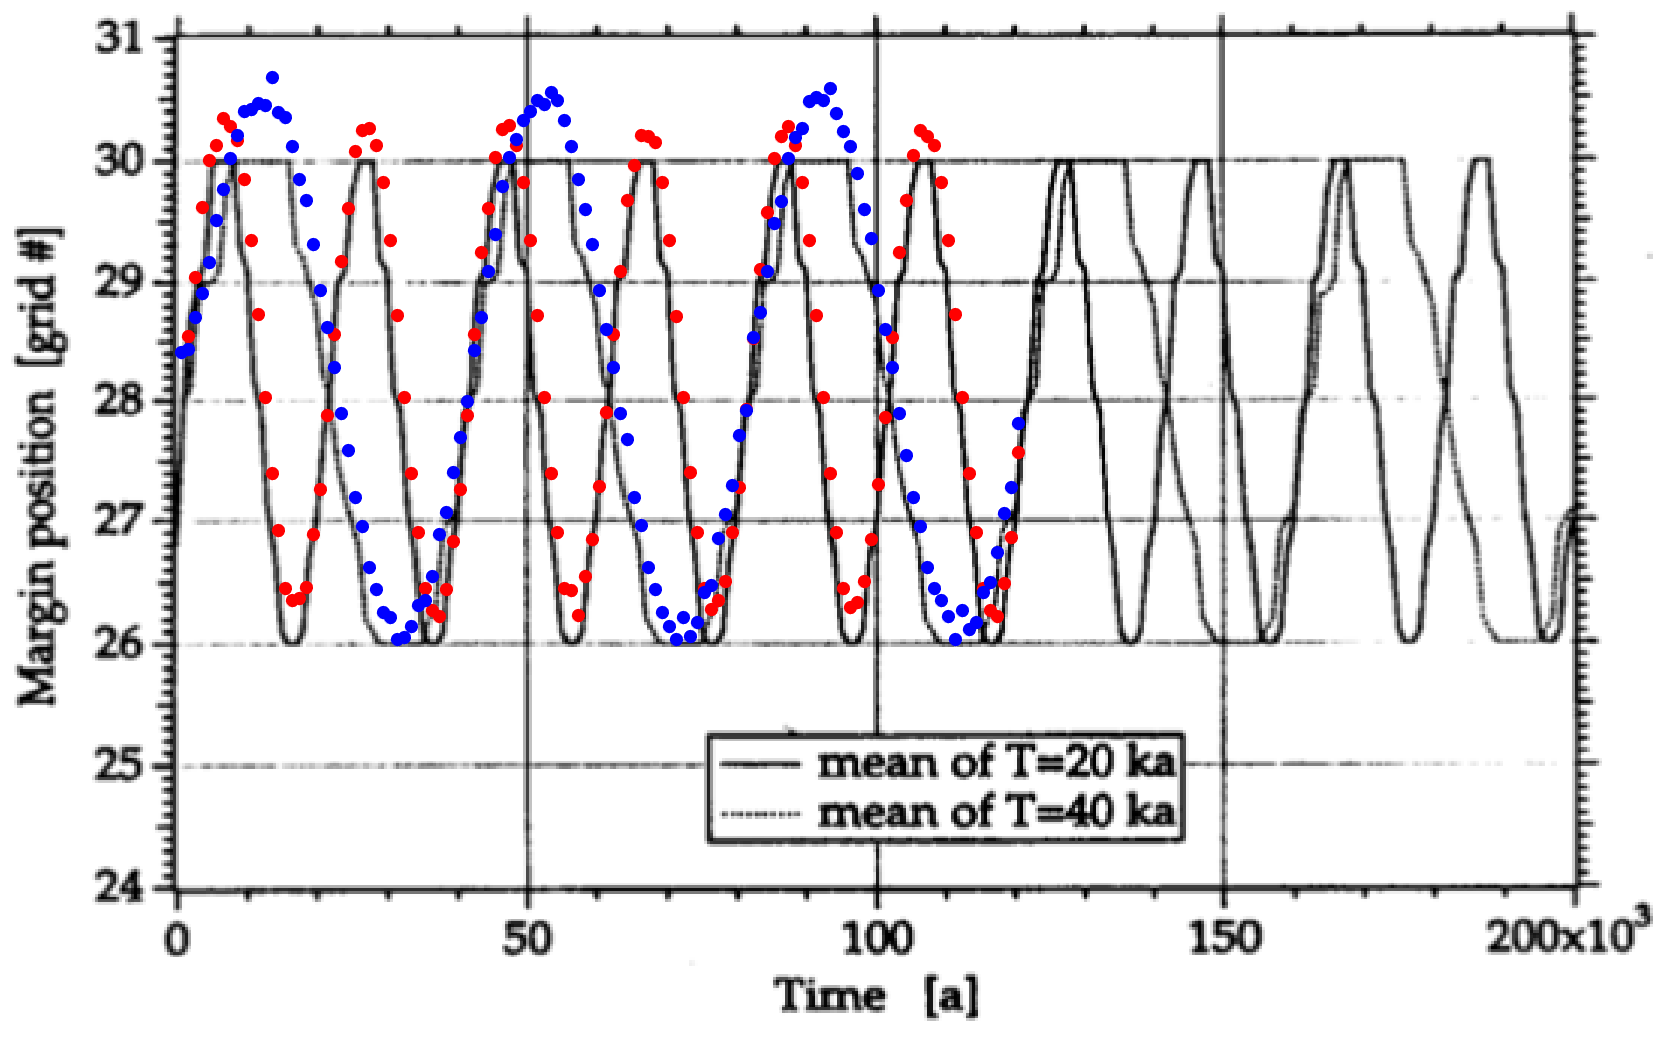 31
30
29
28
27
26
25
24
Margin position [grid #]
mean of T=20 ka
mean of T=40 ka
0 50 100 150 200x10³
Time [a]